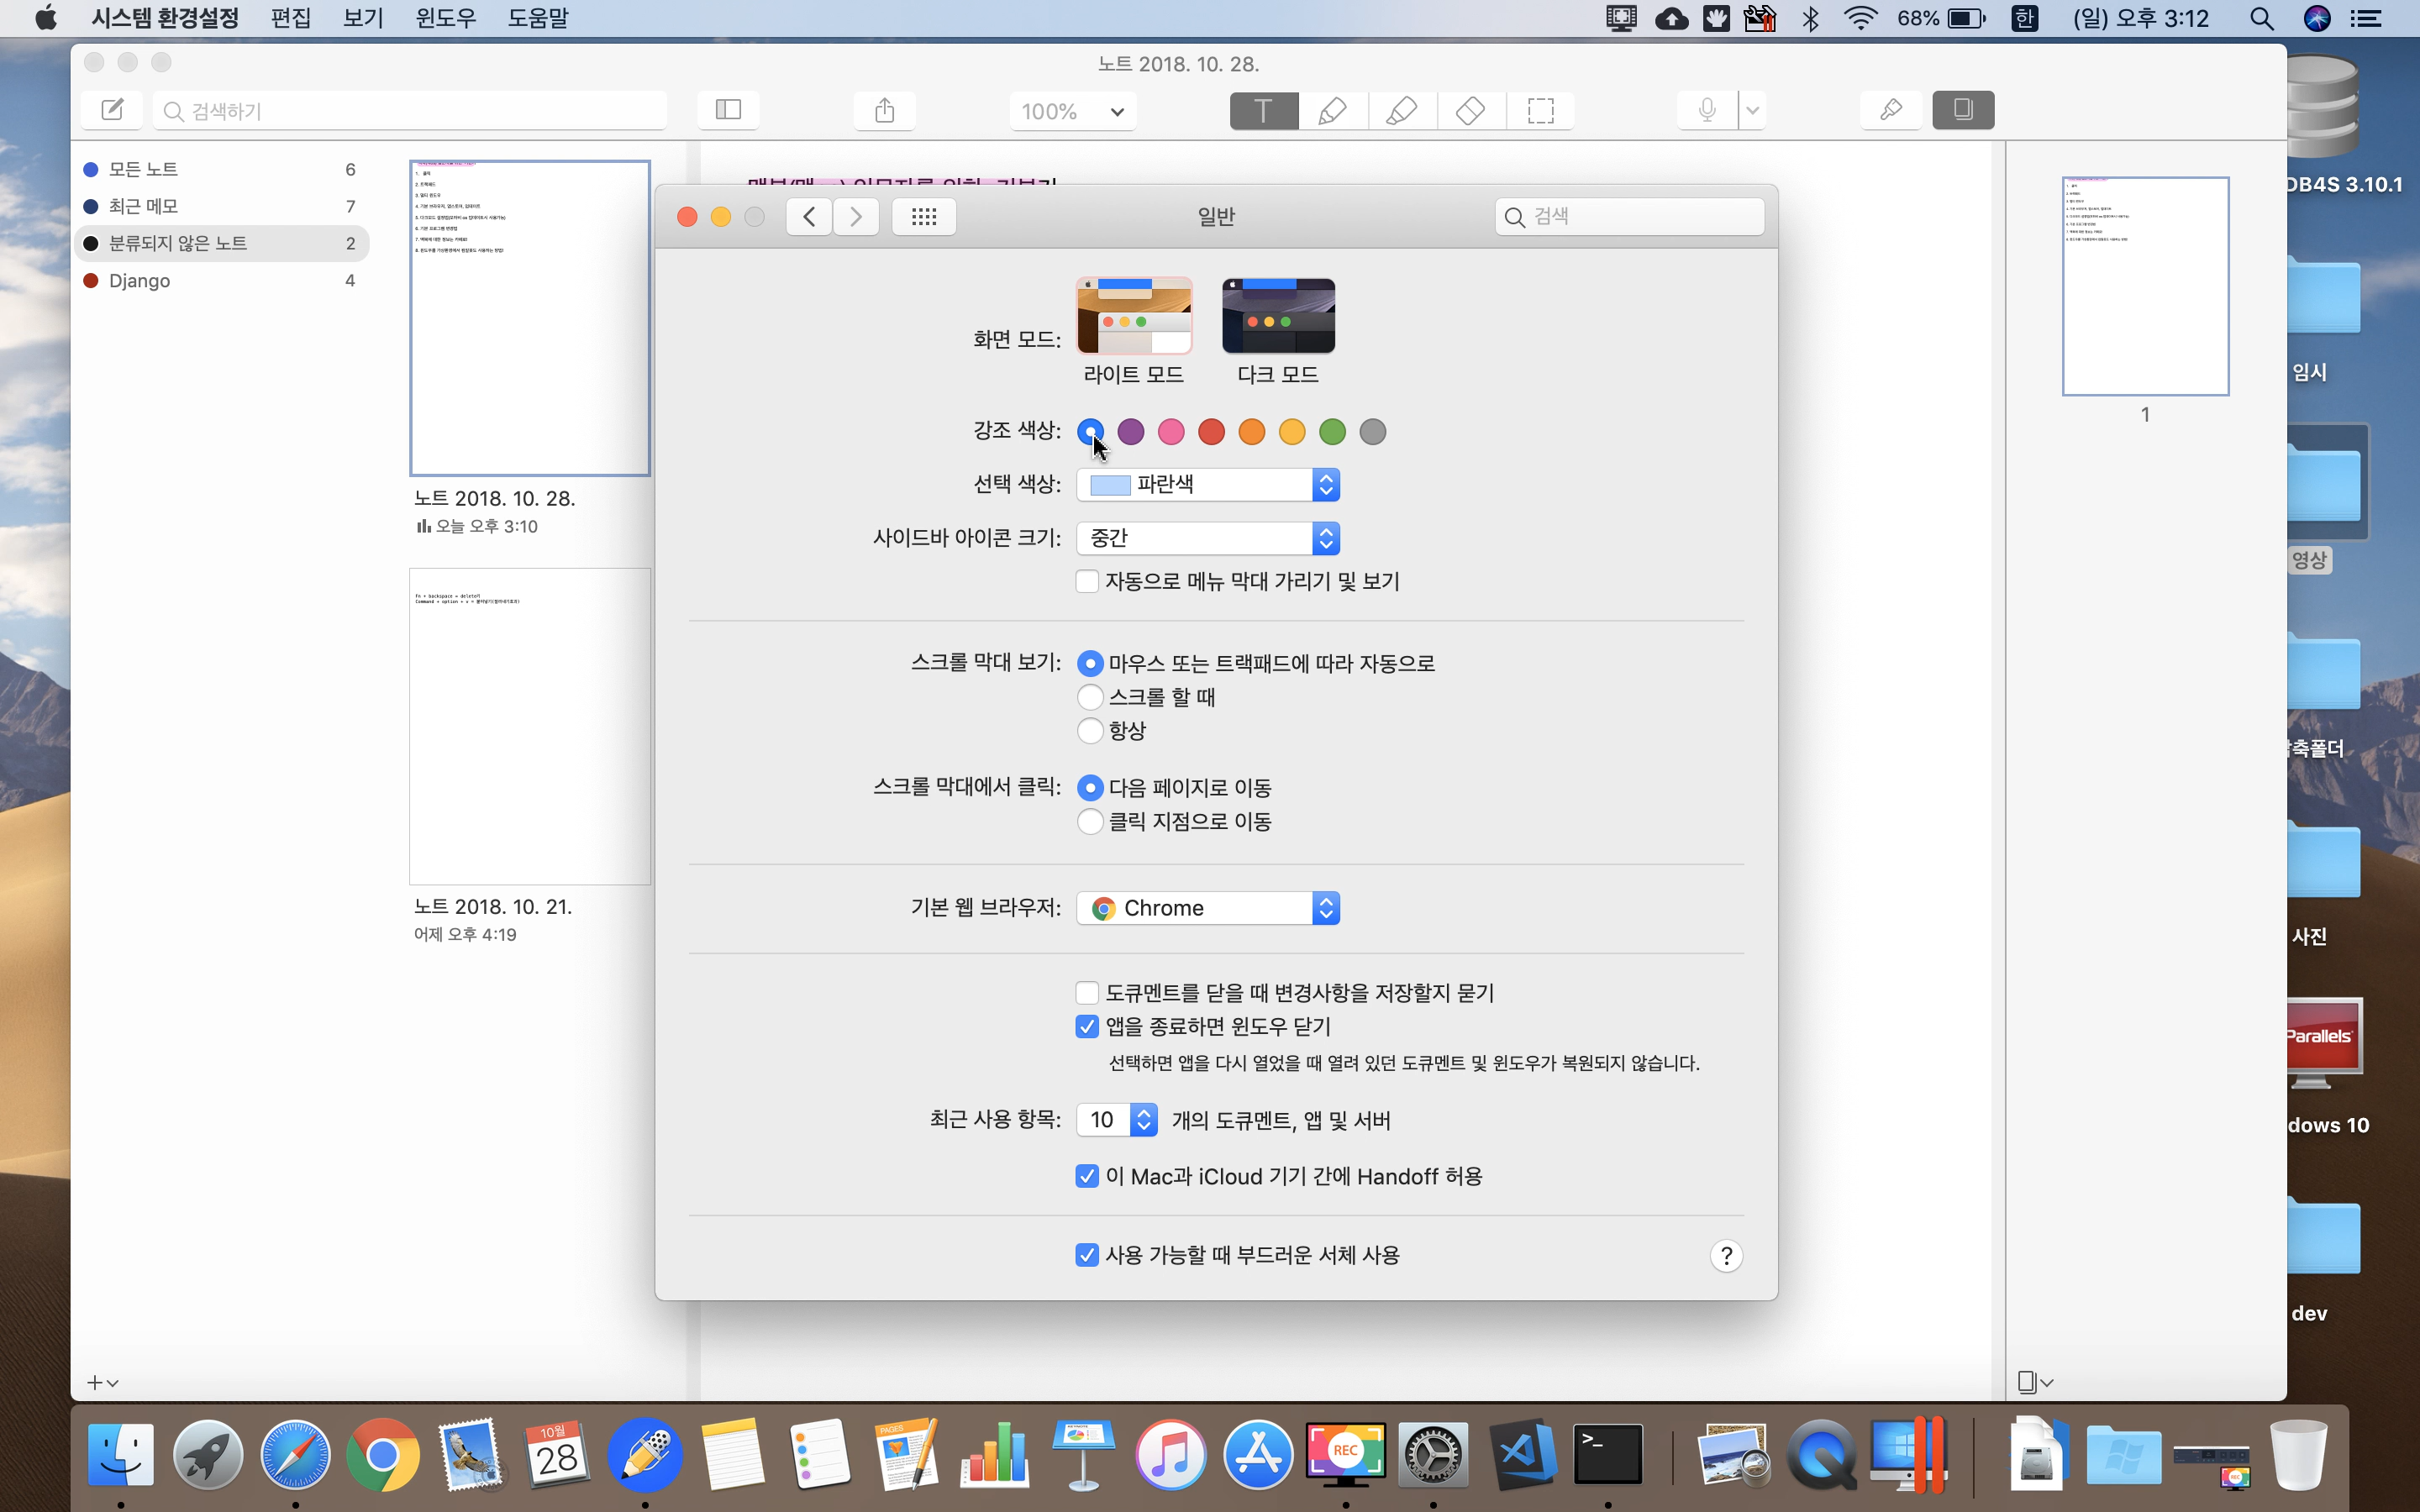 시스템 환경설정 편집 보기 윈도우 도움말 68% 한 (일) 오후 3:12
노트 2018. 10. 28.
검색하기 100% T
모든 노트 6
최근 메모 7
분류되지 않은 노트 2
Django 4
노트 2018. 10. 28.
오늘 오후 3:10
Fn + backspace = delete키
노트 2018. 10. 21.
어제 오후 4:19
일반
검색
화면 모드:
라이트 모드 다크 모드
강조 색상:
선택 색상: 파란색
사이드바 아이콘 크기: 중간
자동으로 메뉴 막대 가리기 및 보기
스크롤 막대 보기: 마우스 또는 트랙패드에 따라 자동으로
스크롤 할 때
항상
스크롤 막대에서 클릭: 다음 페이지로 이동
클릭 지점으로 이동
기본 웹 브라우저: Chrome
도큐멘트를 닫을 때 변경사항을 저장할지 묻기
앱을 종료하면 윈도우 닫기
선택하면 앱을 다시 열었을 때 열려 있던 도큐멘트 및 윈도우가 복원되지 않습니다.
최근 사용 항목: 10 개의 도큐멘트, 앱 및 서버
이 Mac과 iCloud 기기 간에 Handoff 허용
사용 가능할 때 부드러운 서체 사용
?
1
DB4S 3.10.1
임시
영상
축폴더
사진
Parallels
dows 10
dev
10월
28
PAGES
KEYNOTE
REC
>_